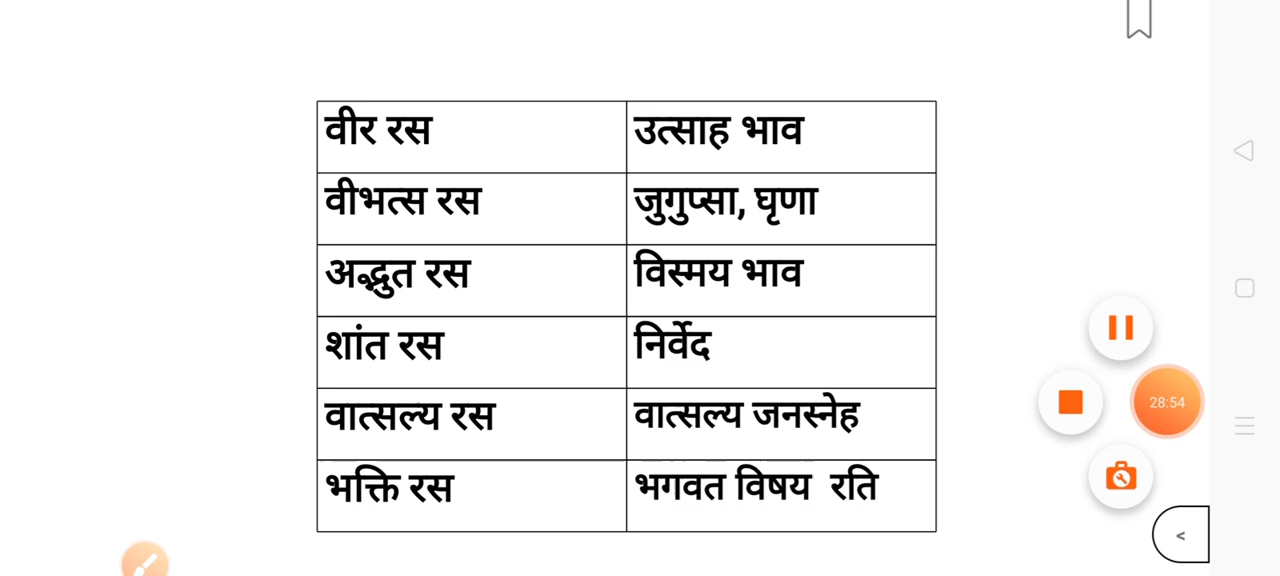 वीर रस उत्साह भाव
वीभत्स रस जुगुप्सा, घृणा
अद्भुत रस विस्मय भाव
शांत रस निर्वेद
वात्सल्य रस वात्सल्य जनस्नेह
भक्ति रस भगवत विषय रति
28:54